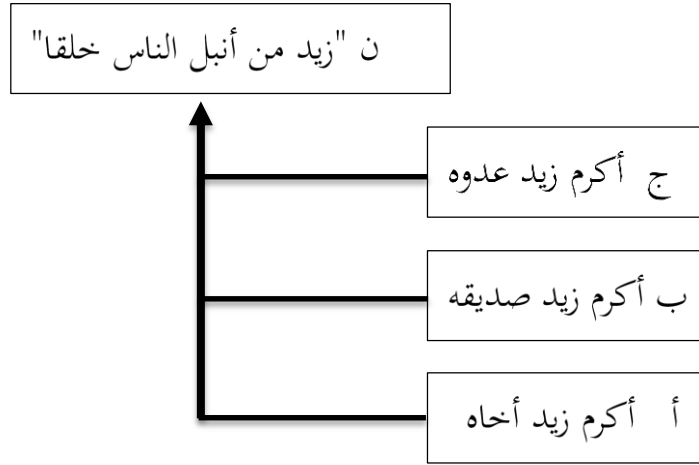 ن "زيد من أنبل الناس خلقا"
ج أكرم زيد عدوه
ب أكرم زيد صديقه
أ أكرم زيد أخاه